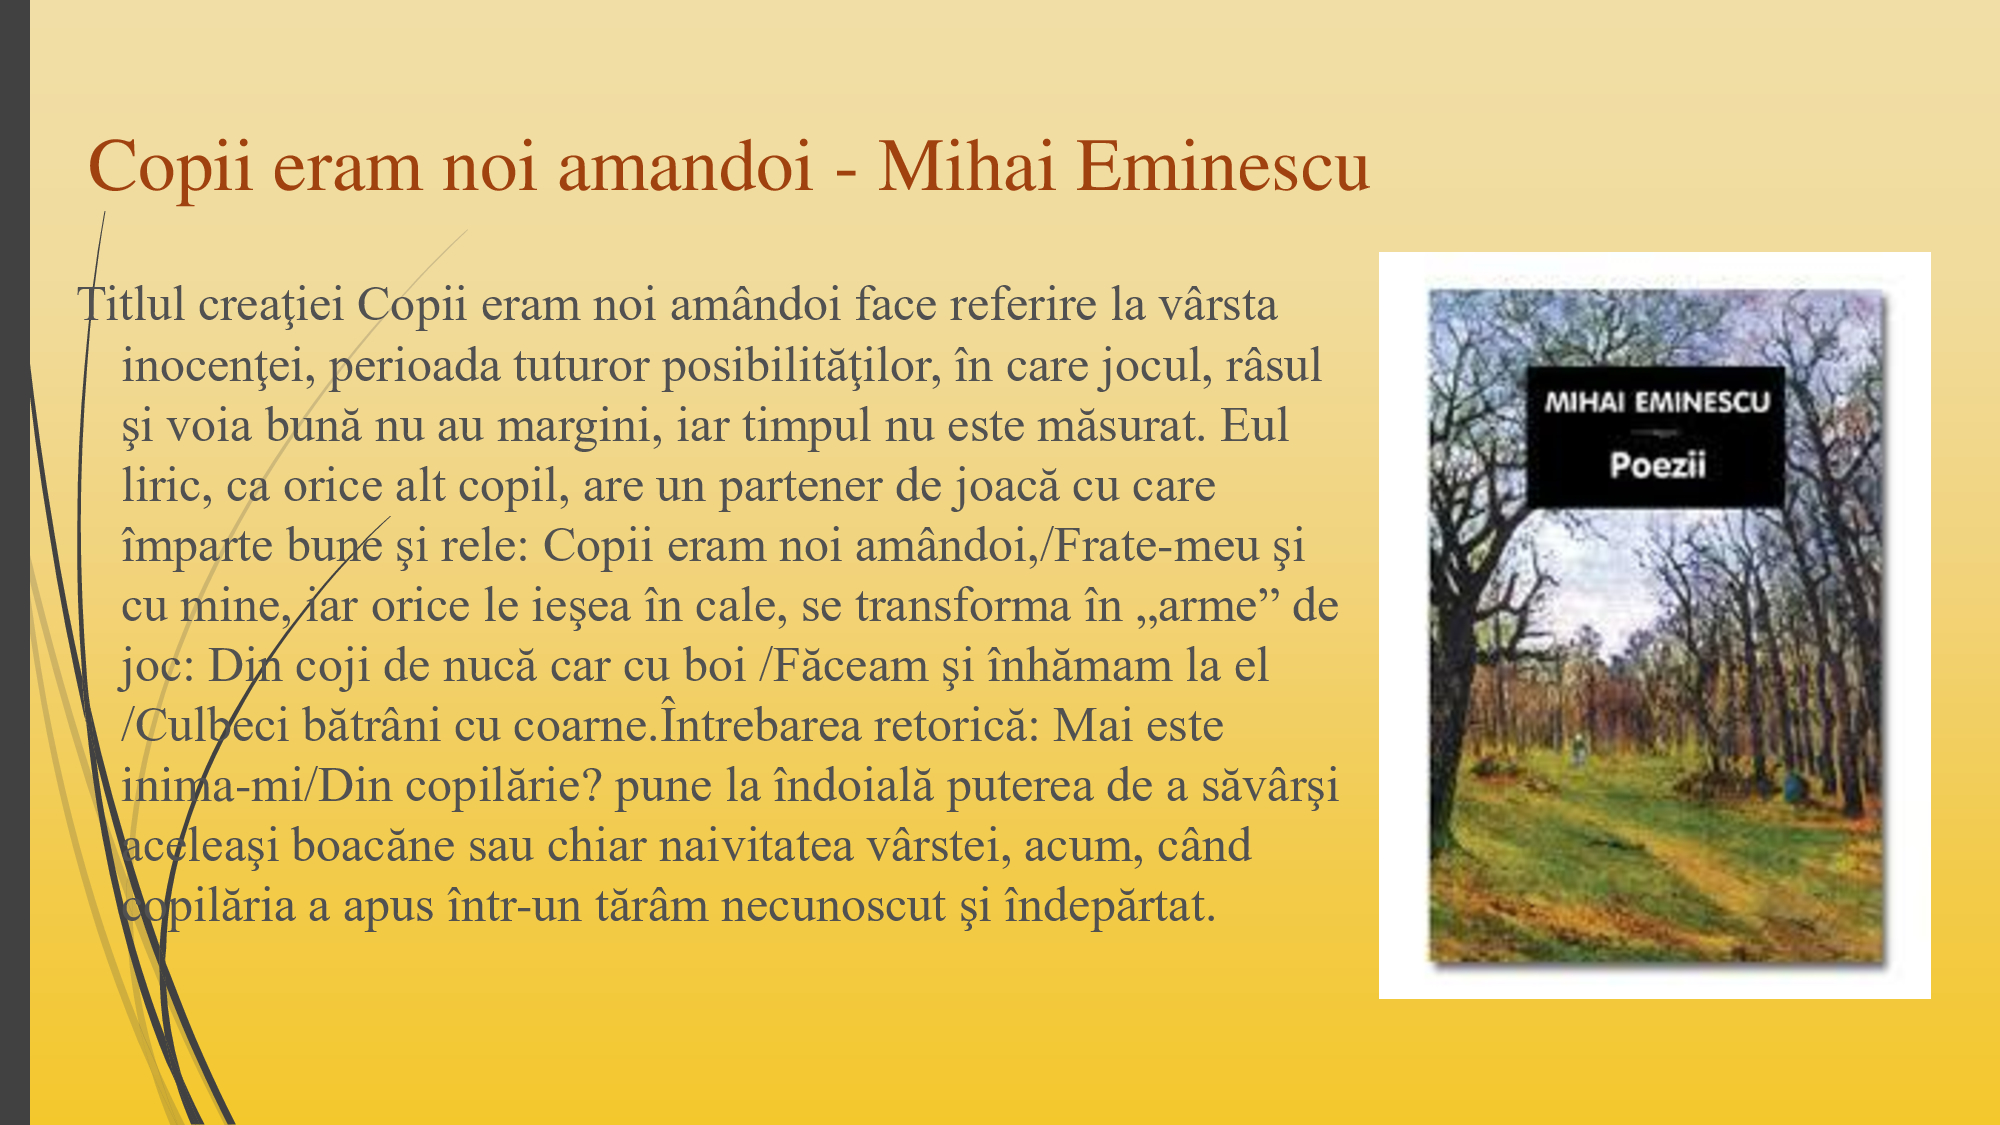 Copii eram noi amandoi - Mihai Eminescu
Titlul creaţiei Copii eram noi amândoi face referire la vârsta
inocenţei, perioada tuturor posibilităţilor, în care jocul, râsul
şi voia bună nu au margini, iar timpul nu este măsurat. Eul
liric, ca orice alt copil, are un partener de joacă cu care
împarte bune şi rele: Copii eram noi amândoi,/Frate-meu şi
cu mine, iar orice le ieşea în cale, se transforma în „arme” de
joc: Din coji de nucă car cu boi /Făceam şi înhămam la el
/Culbeci bătrâni cu coarne.Întrebarea retorică: Mai este
inima-mi/Din copilărie? pune la îndoială puterea de a săvârşi
aceleaşi boacăne sau chiar naivitatea vârstei, acum, când
copilăria a apus într-un tărâm necunoscut şi îndepărtat.
MIHAI EMINESCU
Poezii